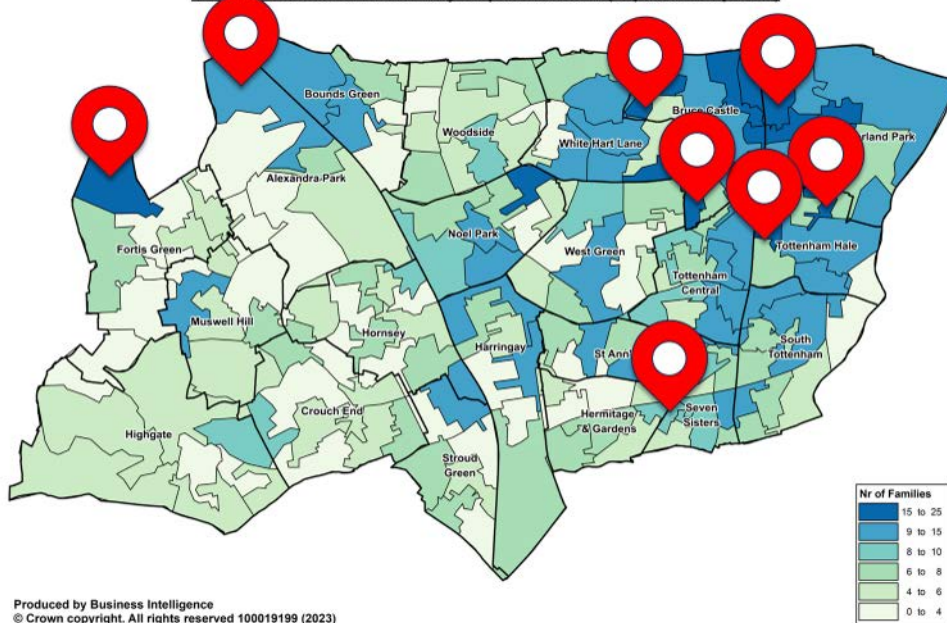 Bounds Green
Woodside
Bruce Castle
White Hart Lane
rland Park
Alexandra Park
Fortis Green
Noel Park
West Green
Tottenham Hale
Tottenham
Central
Muswell Hill
Hornsey
Harringay
St Ann'
South
Tottenham
Crouch End
Hermitage
& Gardens
Seven
Sisters
Highgate
Stroud
Green
Nr of Families
15 to 25
9 to 15
8 to 10
6 to 8
4 to 6
0 to 4
Produced by Business Intelligence
© Crown copyright. All rights reserved 100019199 (2023)